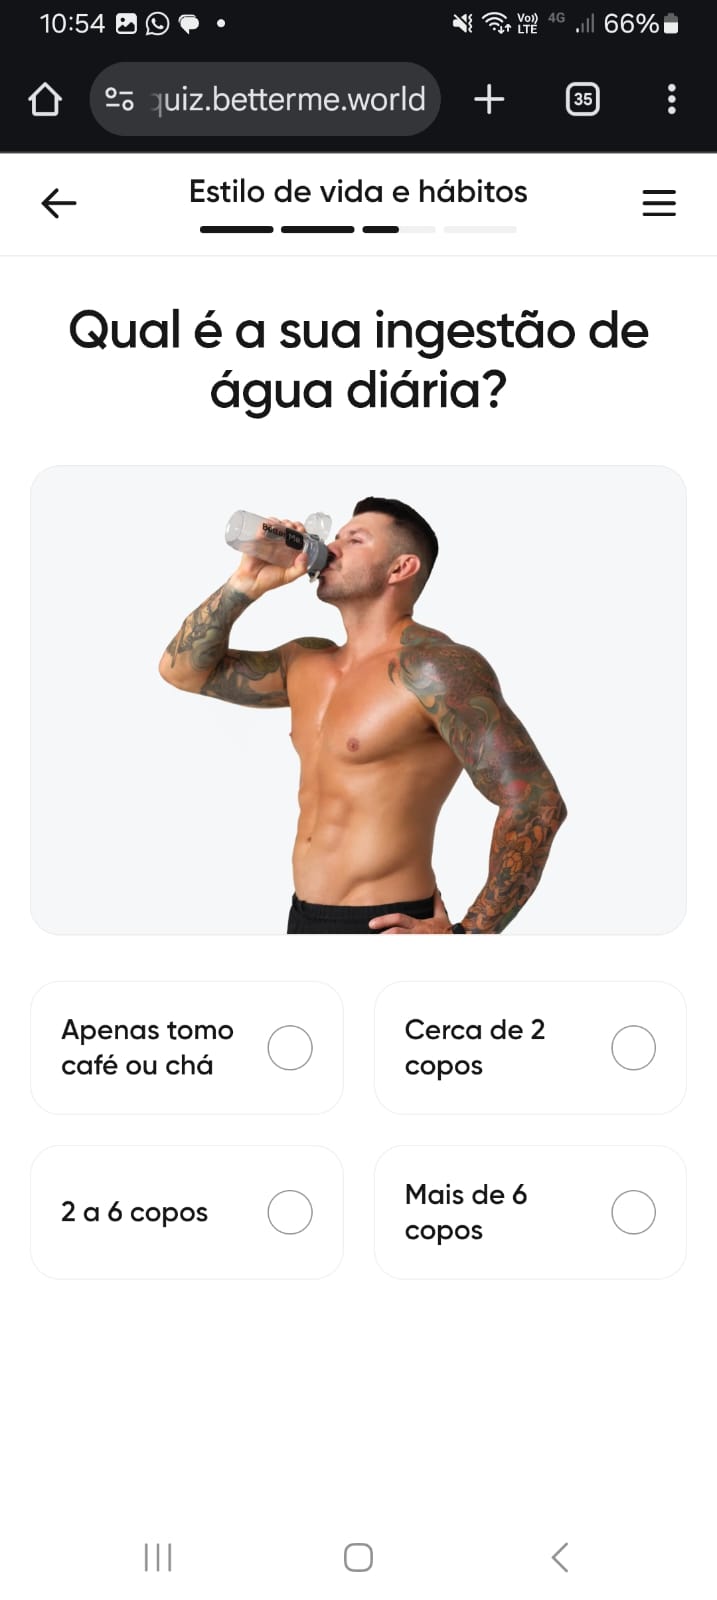 10:54
Vo))
LTE
4G
66%
quiz.betterme.world
35
Estilo de vida e hábitos
Qual é a sua ingestão de
água diária?
BetterMe
Apenas tomo
café ou chá
Cerca de 2
copos
2 a 6 copos
Mais de 6
copos